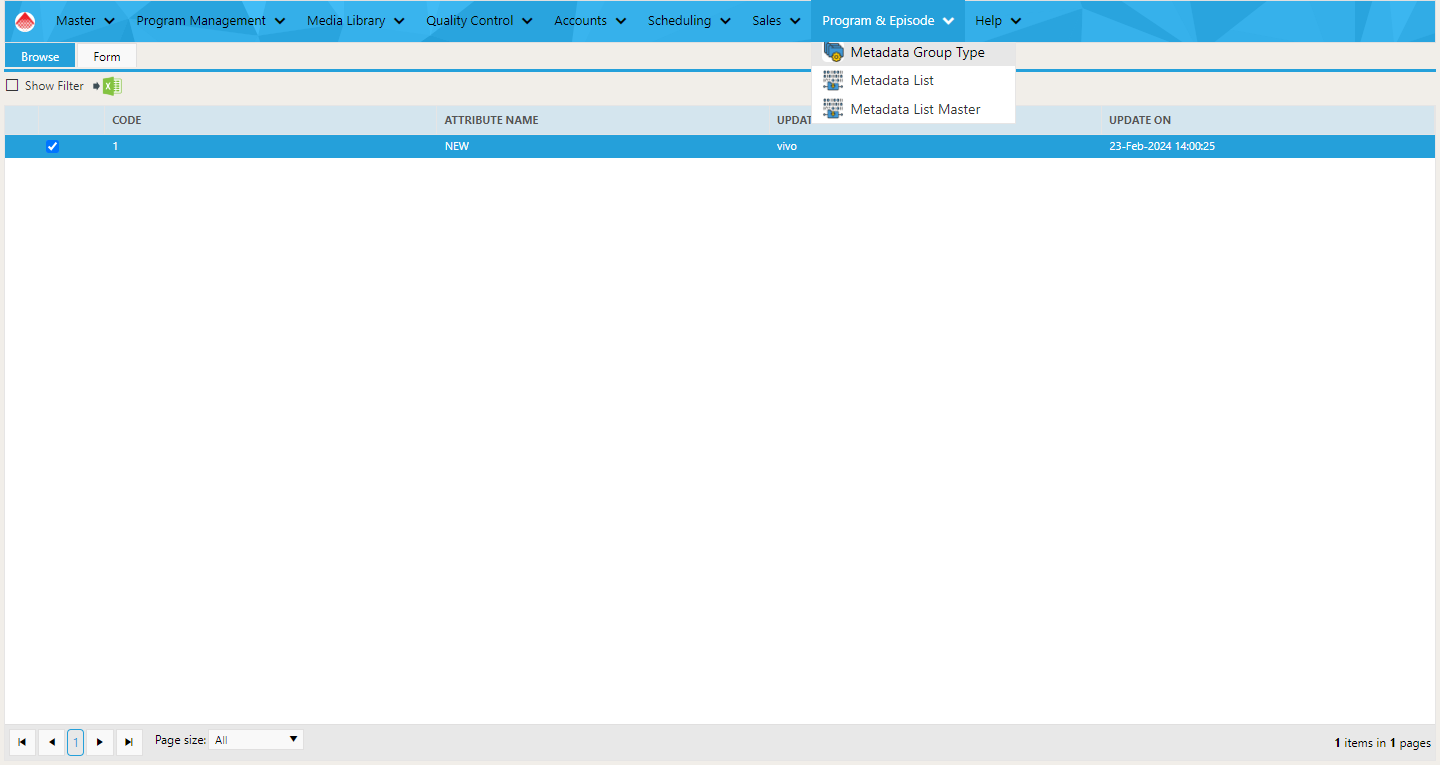 Master Program Management Media Library Quality Control Accounts Scheduling Sales Program & Episode Help
Browse Form
Metadata Group Type
Metadata List
Metadata List Master
Show Filter
CODE ATTRIBUTE NAME UPDAT UPDATE ON
1 NEW vivo 23-Feb-2024 14:00:25
1 Page size: All 1 items in 1 pages